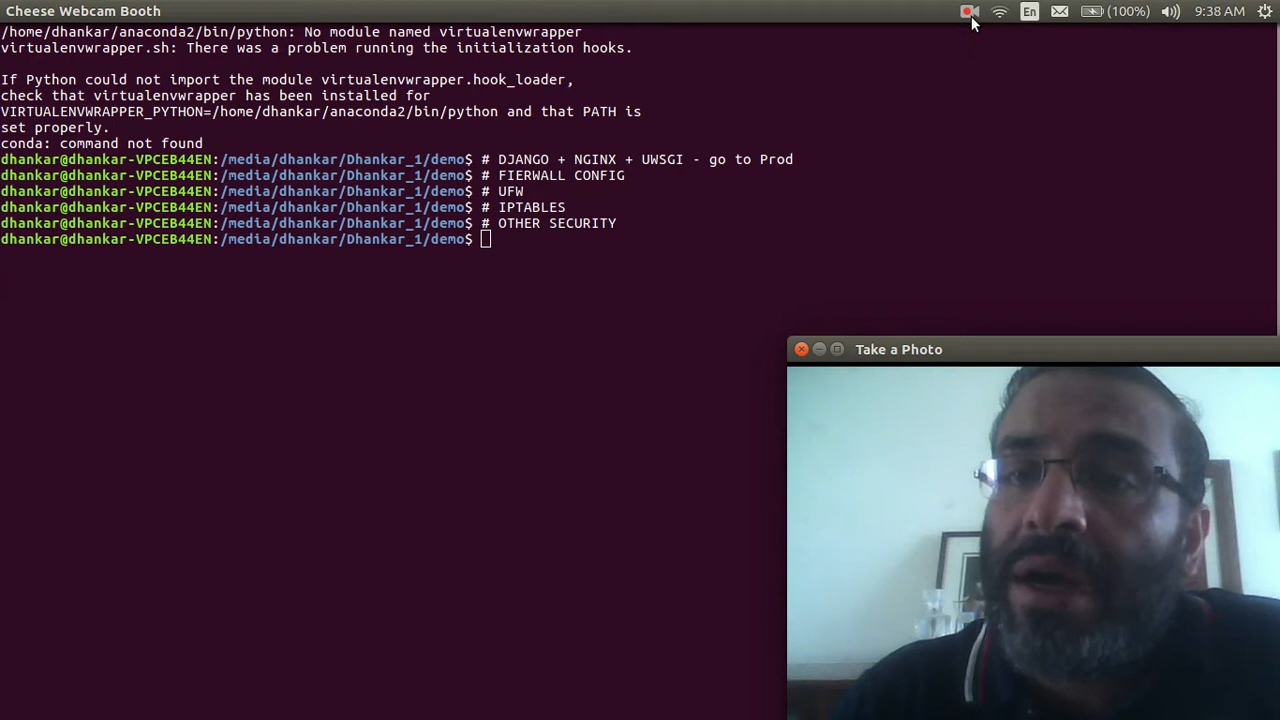 Cheese Webcam Booth
En
(100%)
9:38 AM
/home/dhankar/anaconda2/bin/python: No module named virtualenvwrapper
virtualenvwrapper.sh: There was a problem running the initialization hooks.
If Python could not import the module virtualenvwrapper.hook_loader,
check that virtualenvwrapper has been installed for
VIRTUALENVWRAPPER_PYTHON=/home/dhankar/anaconda2/bin/python and that PATH is
set properly.
conda: command not found
dhankar@dhankar-VPCEB44EN:/media/dhankar/Dhankar_1/demo$ # DJANGO + NGINX + UWSGI - go to Prod
dhankar@dhankar-VPCEB44EN:/media/dhankar/Dhankar_1/demo$ # FIERWALL CONFIG
dhankar@dhankar-VPCEB44EN:/media/dhankar/Dhankar_1/demo$ # UFW
dhankar@dhankar-VPCEB44EN:/media/dhankar/Dhankar_1/demo$ # IPTABLES
dhankar@dhankar-VPCEB44EN:/media/dhankar/Dhankar_1/demo$ # OTHER SECURITY
dhankar@dhankar-VPCEB44EN:/media/dhankar/Dhankar_1/demo$
Take a Photo